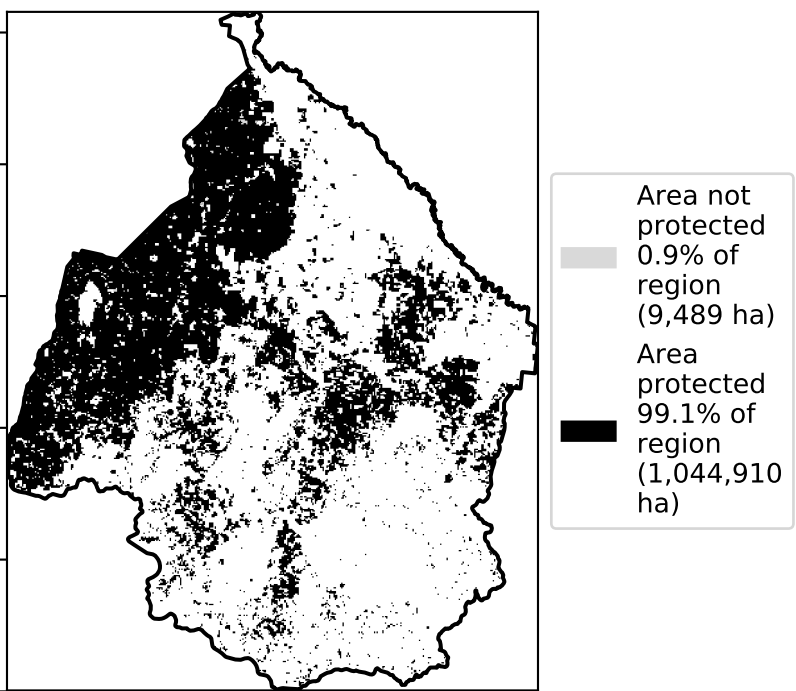 Area not
protected
0.9% of
region
(9,489 ha)
Area
protected
99.1% of
region
(1,044,910
ha)